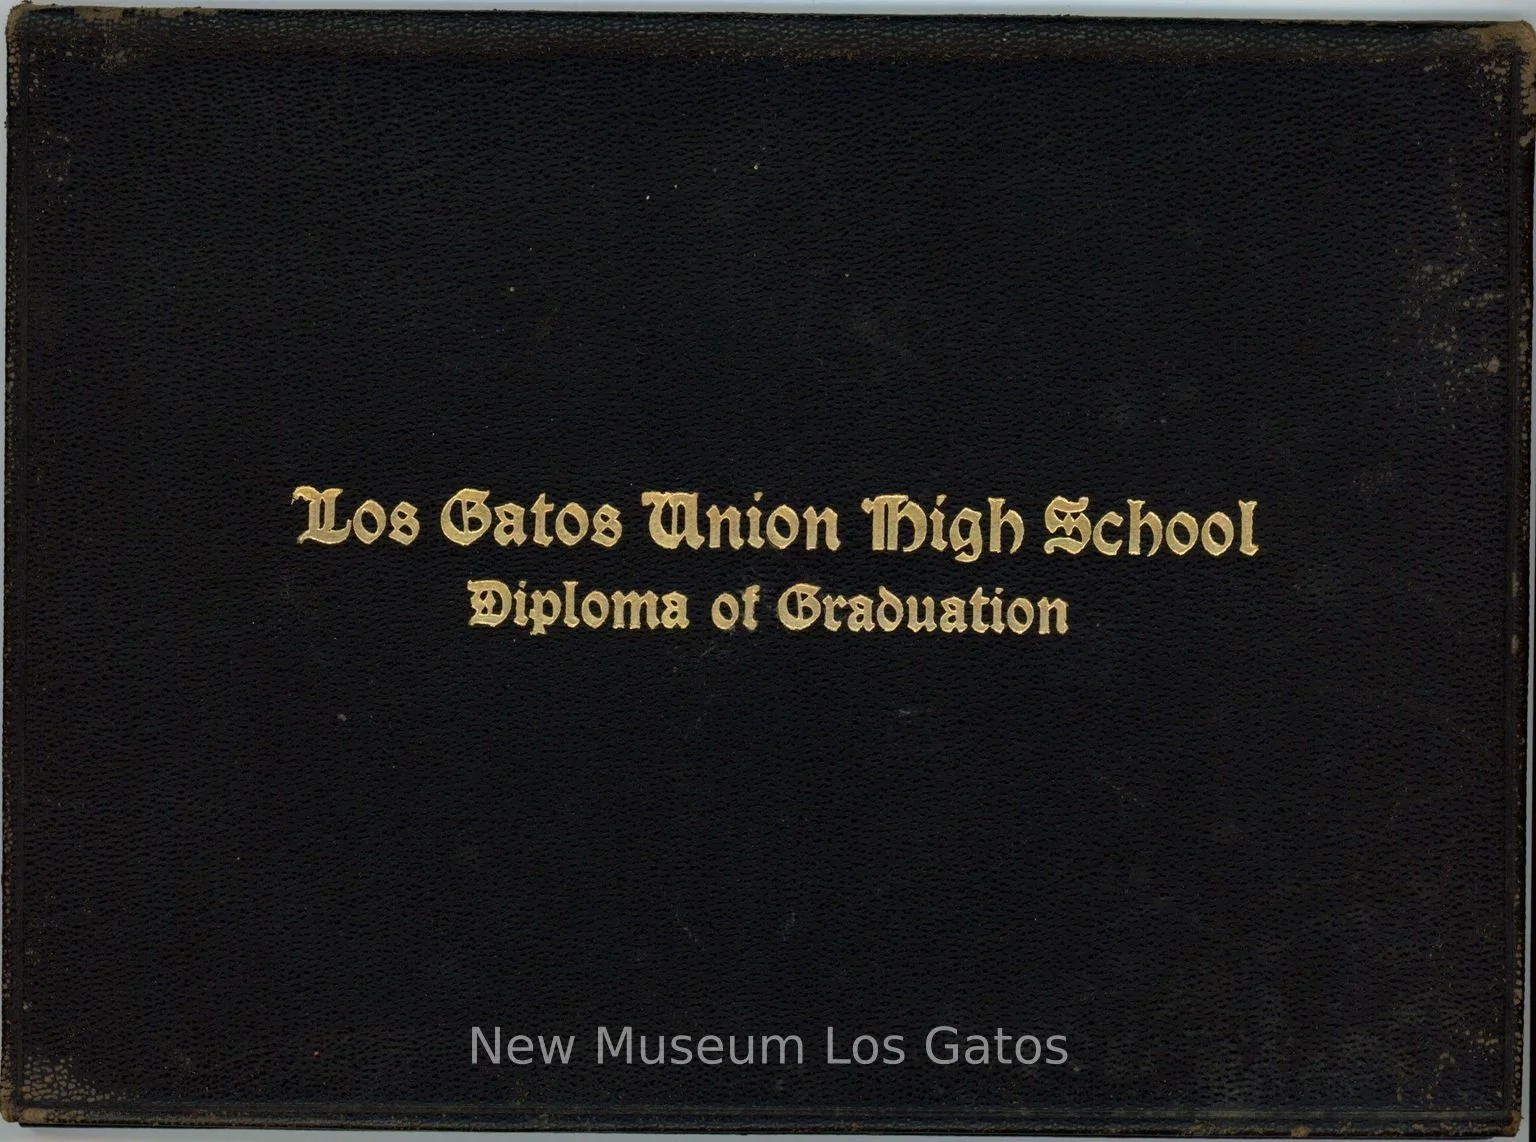 Los Gatos Union High School
Diploma of Graduation
New Museum Los Gatos